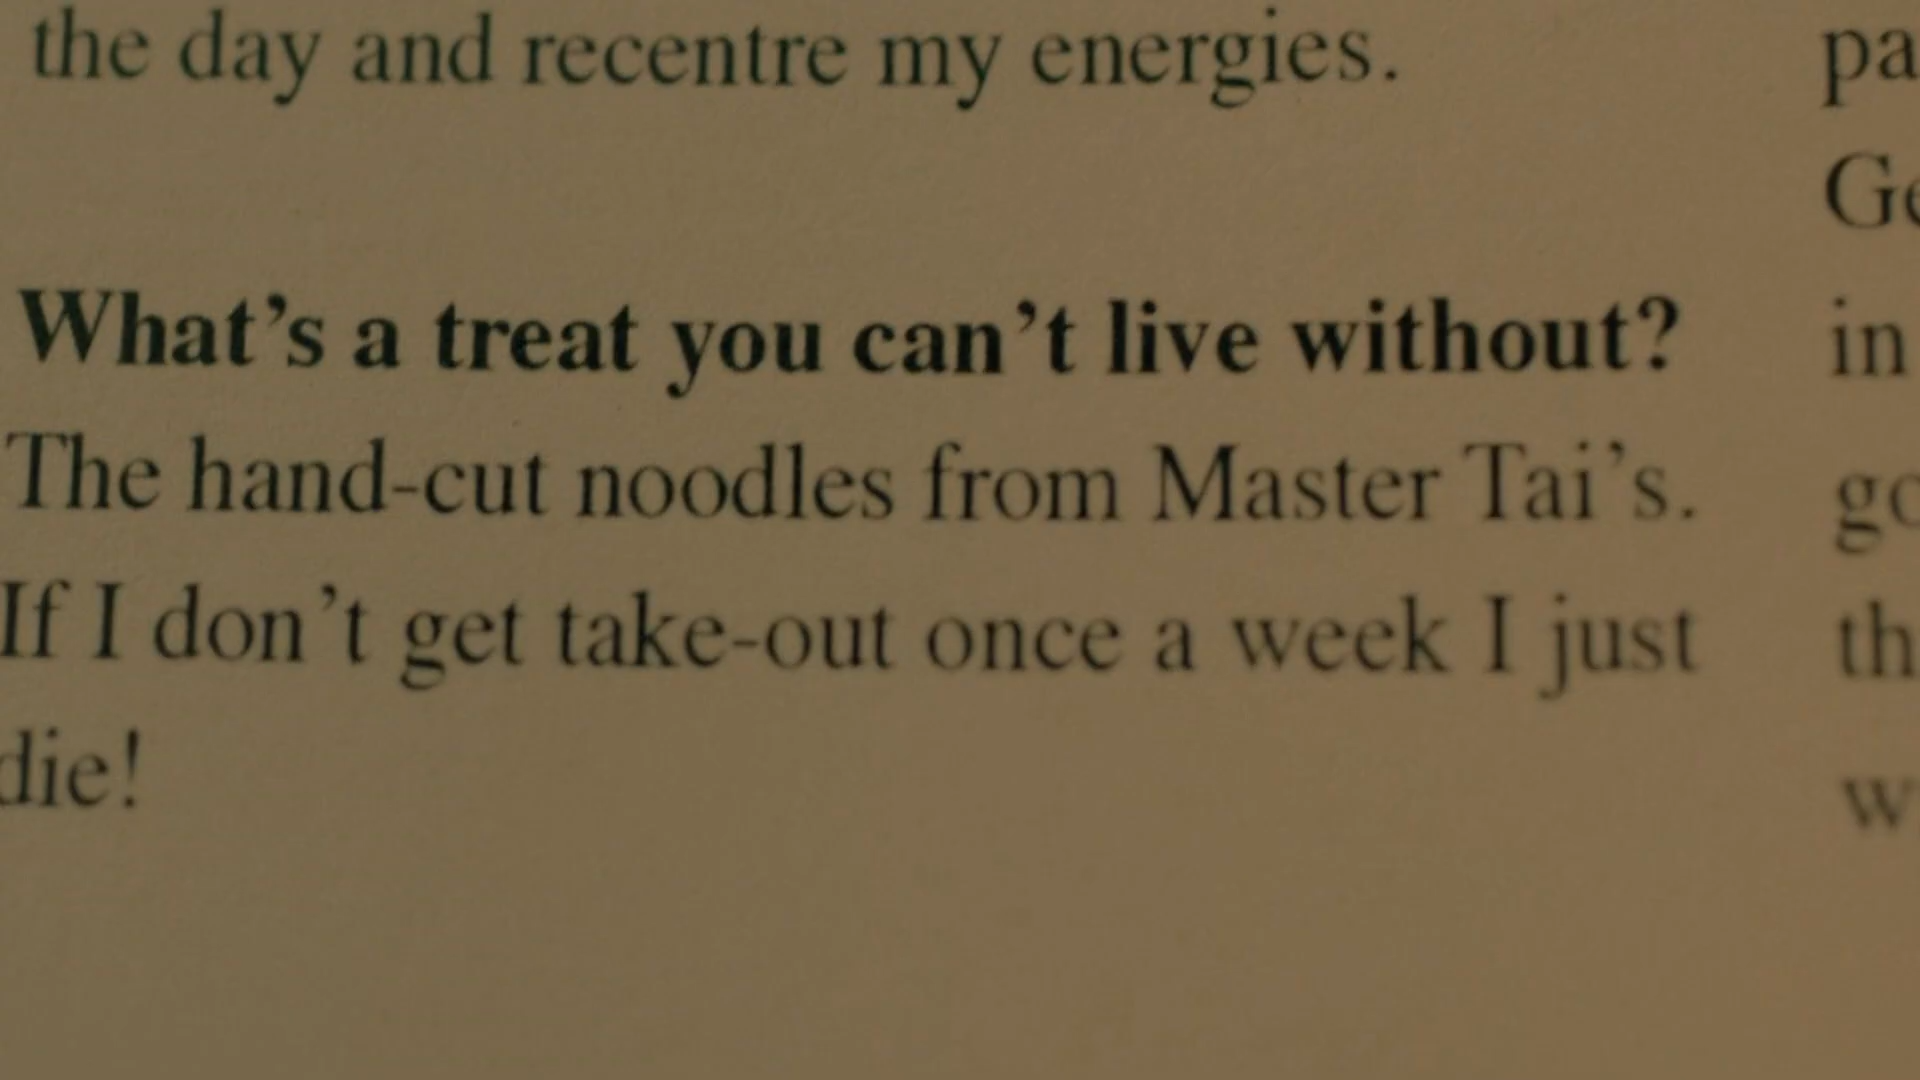 the day and recentre my energies.
What's a treat you can't live without?
The hand-cut noodles from Master Tai's.
If I don't get take-out once a week I just
die!
in